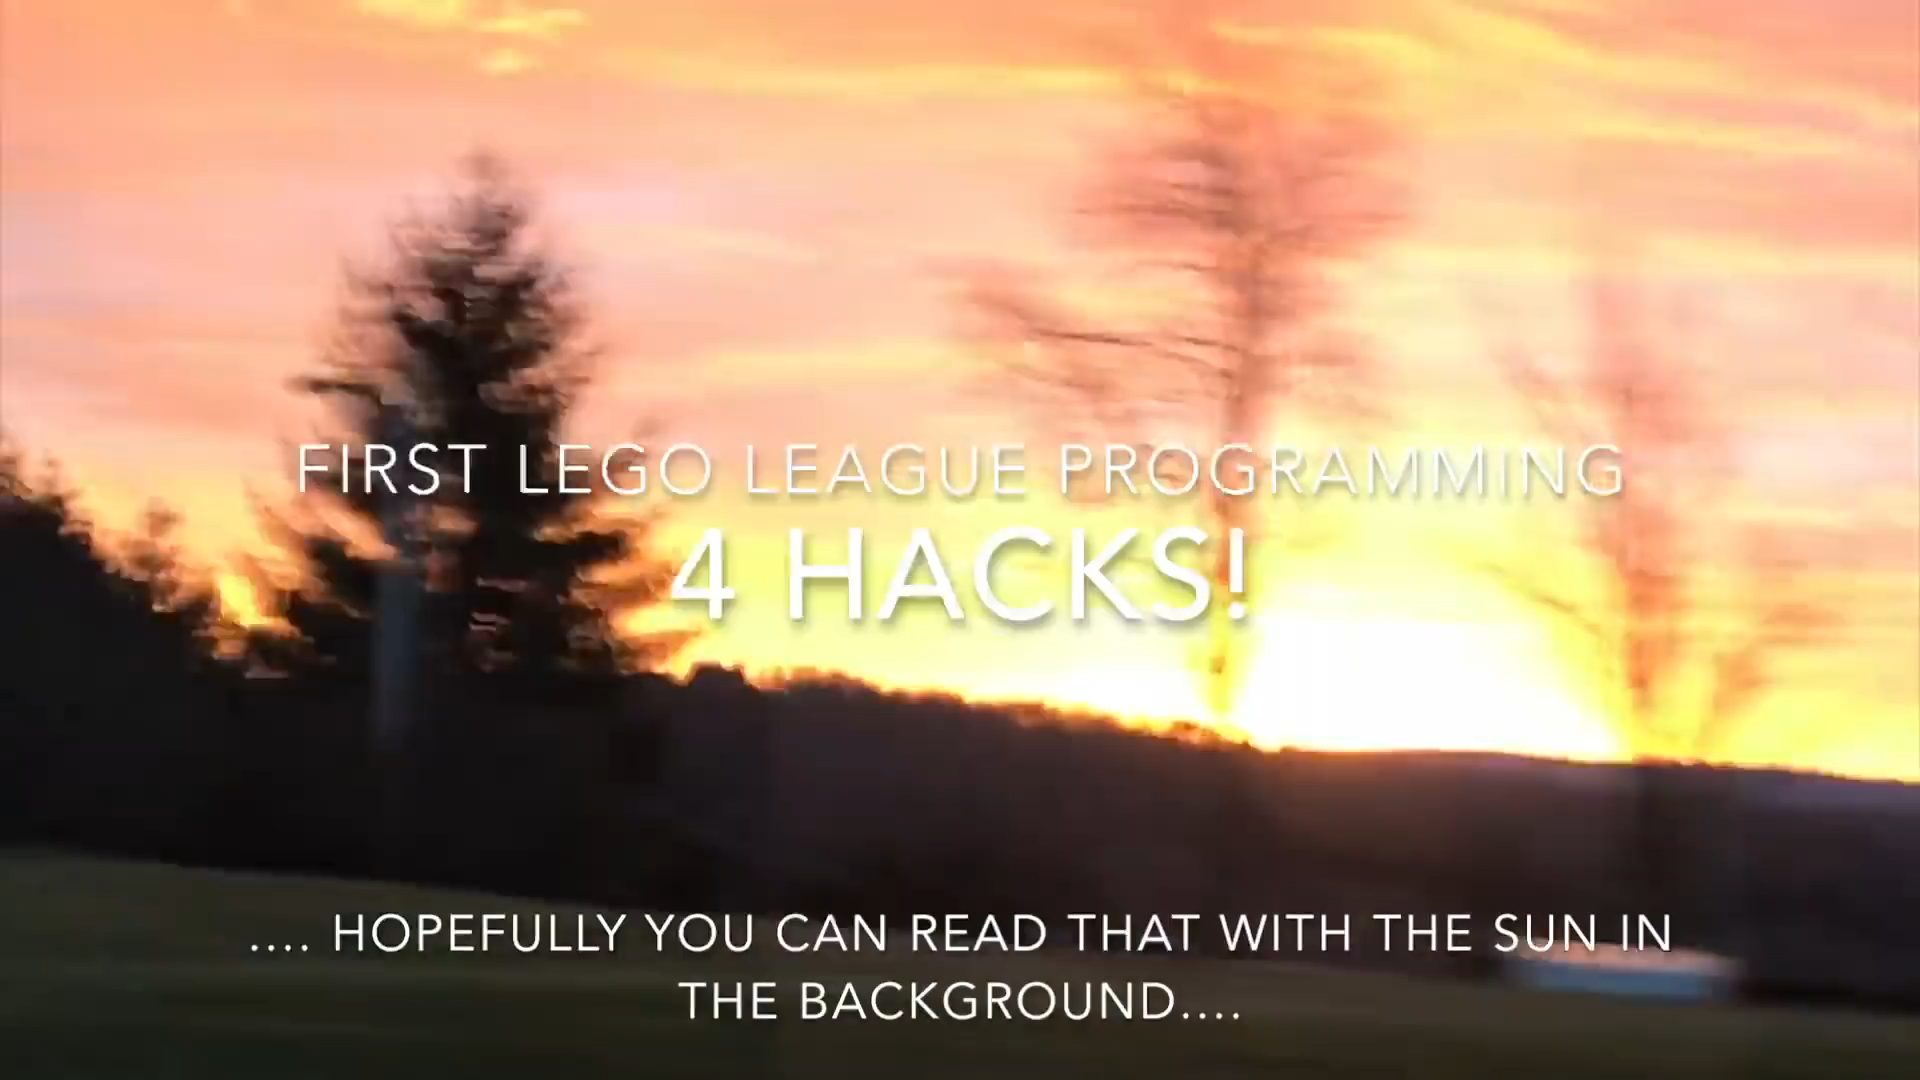 FIRST LEGO LEAGUE PROGRAMMING
4 HACKS!
.... HOPEFULLY YOU CAN READ THAT WITH THE SUN IN
THE BACKGROUND....